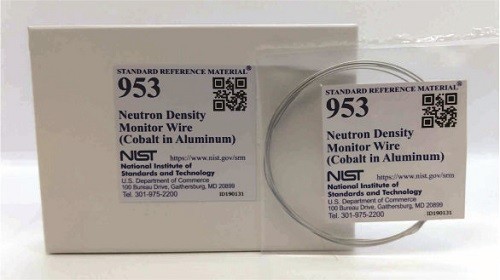 STANDARD REFERENCE MATERIAL®
953
Neutron Density
Monitor Wire
(Cobalt in Aluminum)
NIST https://www.nist.gov/srm
National Institute of
Standards and Technology
U.S. Department of Commerce
100 Bureau Drive, Gaithersburg, MD 20899
Tel. 301-975-2200 ID190131
STANDARD REFERENCE MATERIAL®
953
Neutron Density
Monitor Wire
(Cobalt in Aluminum)
NIST https://www.nist.gov/srm
National Institute of
Standards and Technology
U.S. Department of Commerce
100 Bureau Drive, Gaithersburg, MD 20899
Tel. 301-975-2200 ID190131